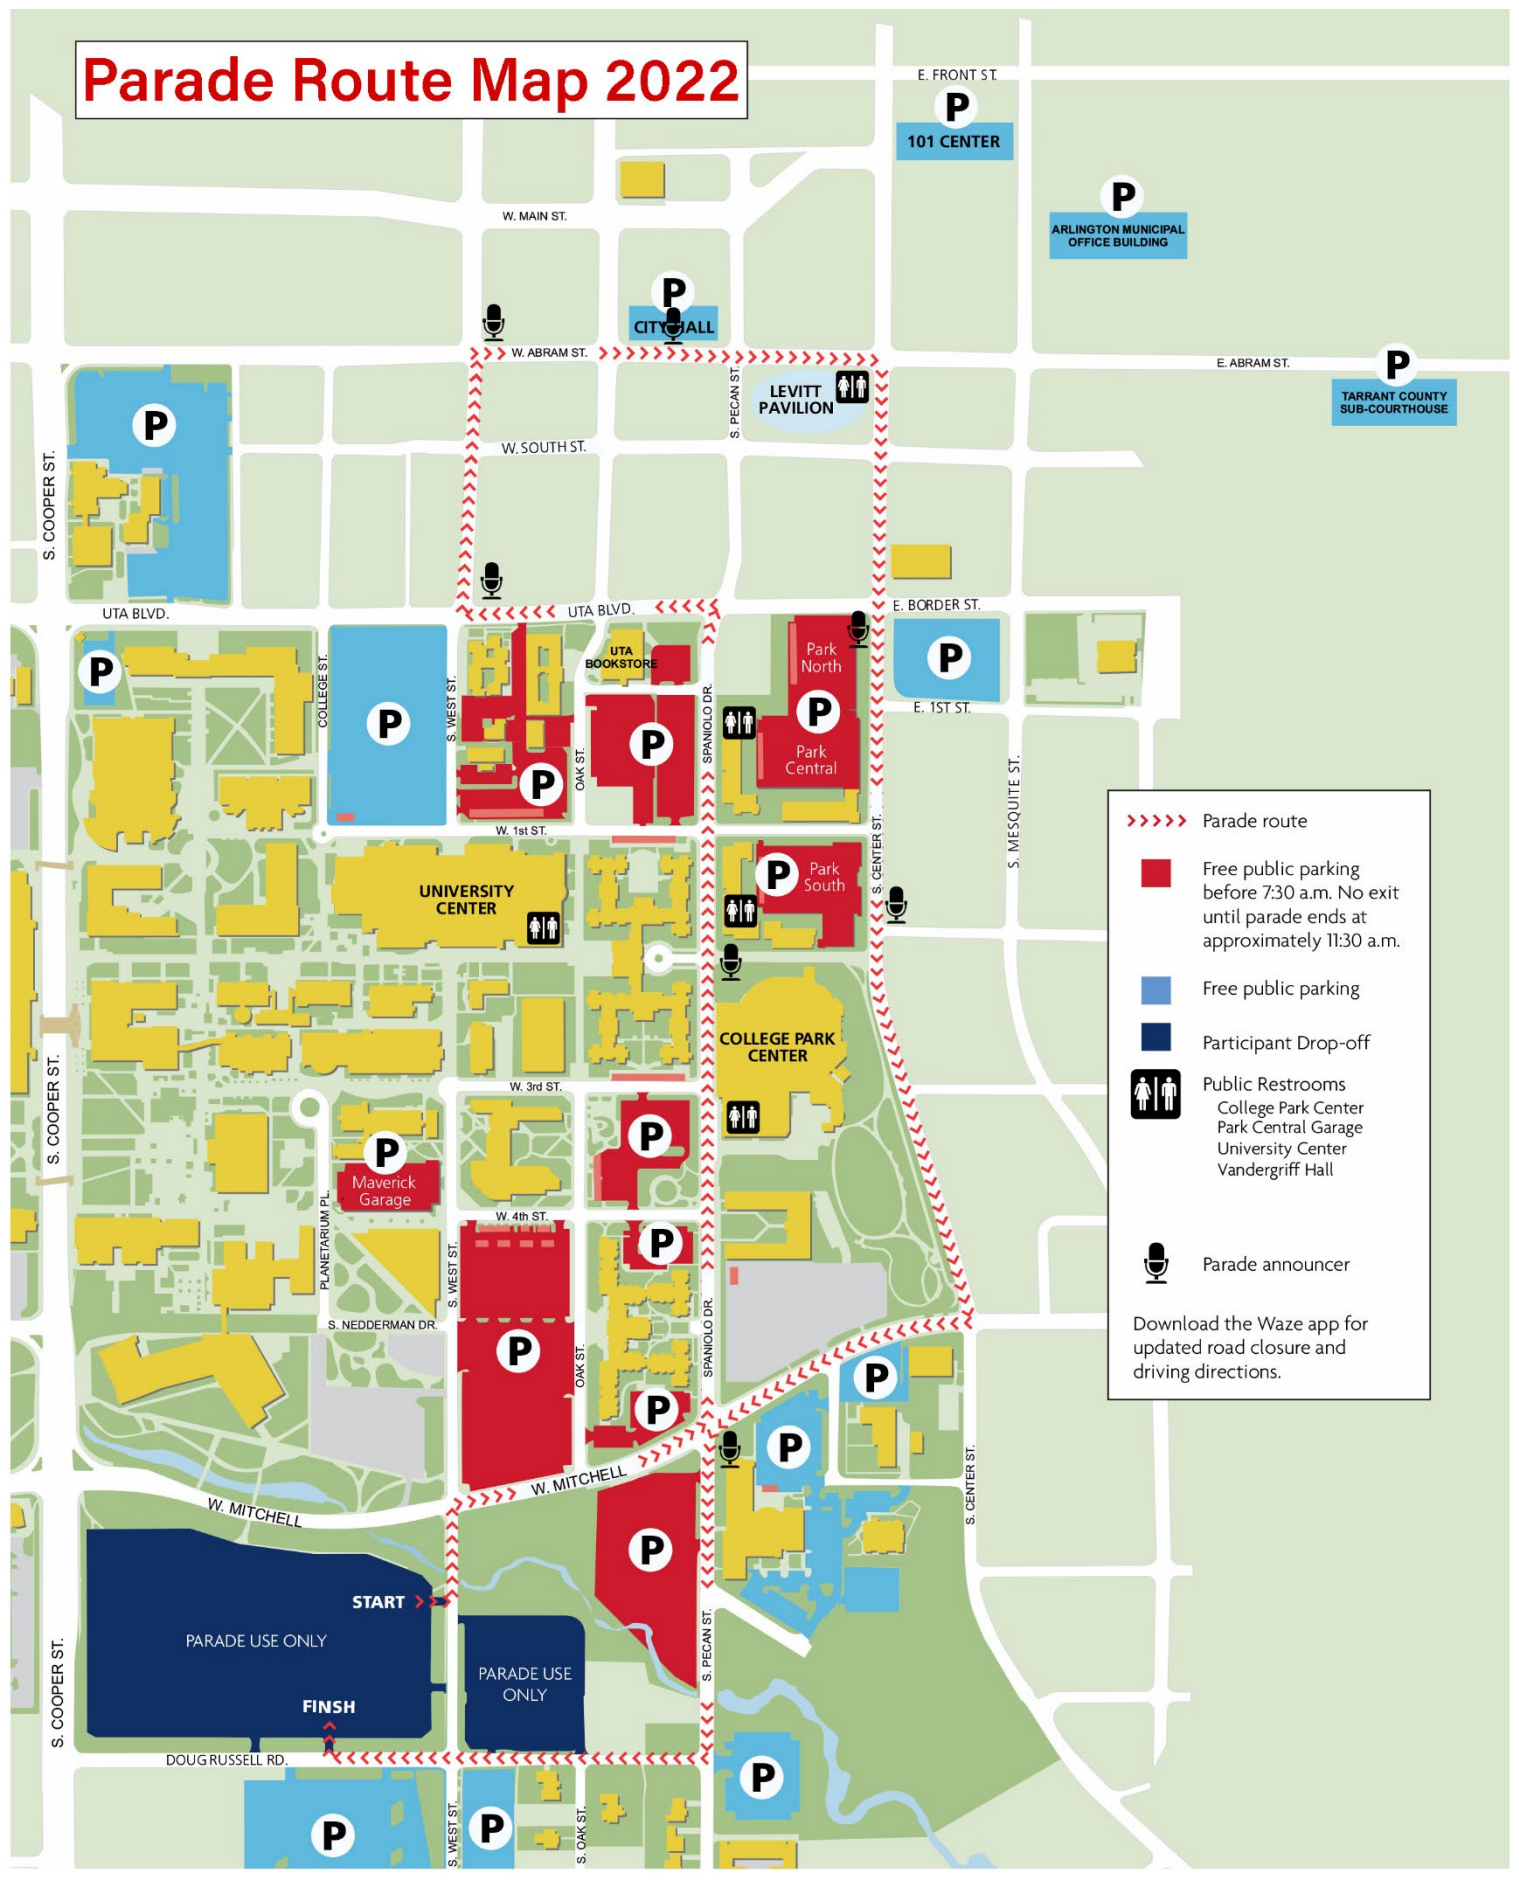 Parade Route Map 2022
E. FRONT ST.
P
101 CENTER
P
ARLINGTON MUNICIPAL
OFFICE BUILDING
W. MAIN ST.
P
CITY HALL
W. ABRAM ST.
E. ABRAM ST.
P
TARRANT COUNTY
SUB-COURTHOUSE
S. PECAN ST.
LEVITT
PAVILION
P
W. SOUTH ST.
S. COOPER ST.
UTA BLVD.
UTA BLVD.
E. BORDER ST.
P
COLLEGE ST.
P
S. WEST ST.
UTA
BOOKSTORE
SPANIOLO DR.
Park
North
P
Park
Central
P
E. 1ST ST.
P
P
OAK ST.
W. 1st ST.
S. MESQUITE ST.
S. CENTER ST.
P
Park
South
UNIVERSITY
CENTER
COLLEGE PARK
CENTER
S. COOPER ST.
W. 3rd ST.
P
P
Maverick
Garage
PLANETARIUM PL.
W. 4th ST.
P
S. WEST ST.
S. NEDDERMAN DR.
P
OAK ST.
SPANIOLO DR.
P
P
P
S. CENTER ST.
W. MITCHELL
W. MITCHELL
P
START
PARADE USE ONLY
FINSH
PARADE USE
ONLY
S. COOPER ST.
S. PECAN ST.
DOUG RUSSELL RD.
P
P
S. WEST ST.
P
S. OAK ST.
Parade route
Free public parking
before 7:30 a.m. No exit
until parade ends at
approximately 11:30 a.m.
Free public parking
Participant Drop-off
Public Restrooms
College Park Center
Park Central Garage
University Center
Vandergriff Hall
Parade announcer
Download the Waze app for
updated road closure and
driving directions.